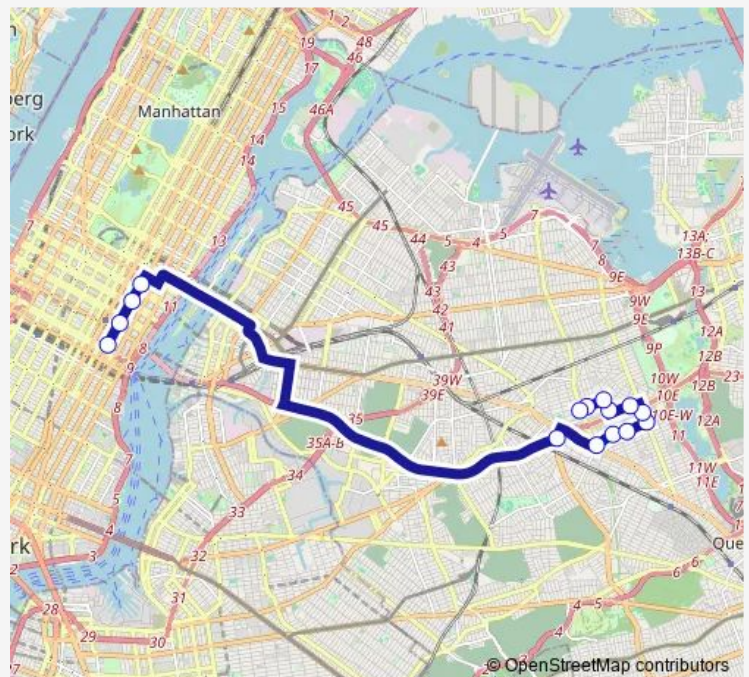 1
2
19
48
46
17
46A
15
berg
ork
Manhattan
14
14
45
45
44
5
4
5
7
7
8
13A;
13B-C
7
13
43
43
42
41
9E
9W
9E
13
12A
9P
12B
11
39W
39E
10W
10E
12B
23
9
8
35
10E-W
12A
11
8
35A-B
34
11W
11E
7
33
5
4
Que
rk
3
32
6
6
2
31
5
4
28
29
30
4
27
© OpenStreetMap contributors